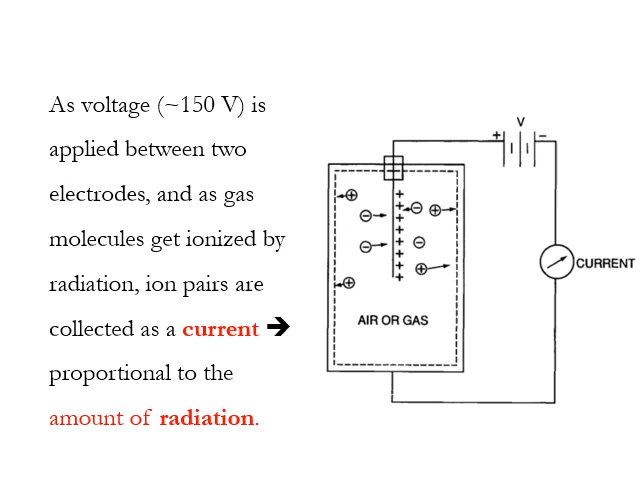 As voltage (~150 V) is
applied between two
electrodes, and as gas
molecules get ionized by
radiation, ion pairs are
collected as a current ➔
proportional to the
amount of radiation.
V
+ −
CURRENT
AIR OR GAS